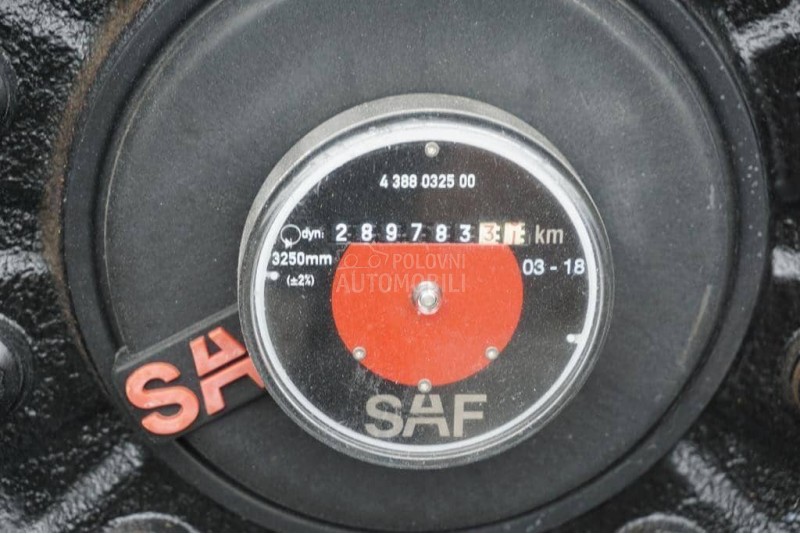 4 388 0325 00
dyn: 2 8 9 7 8 3 3 km
3250mm
(±2%)
03 - 18
POLOVNI
AUTOMOBILI
SAF
SA